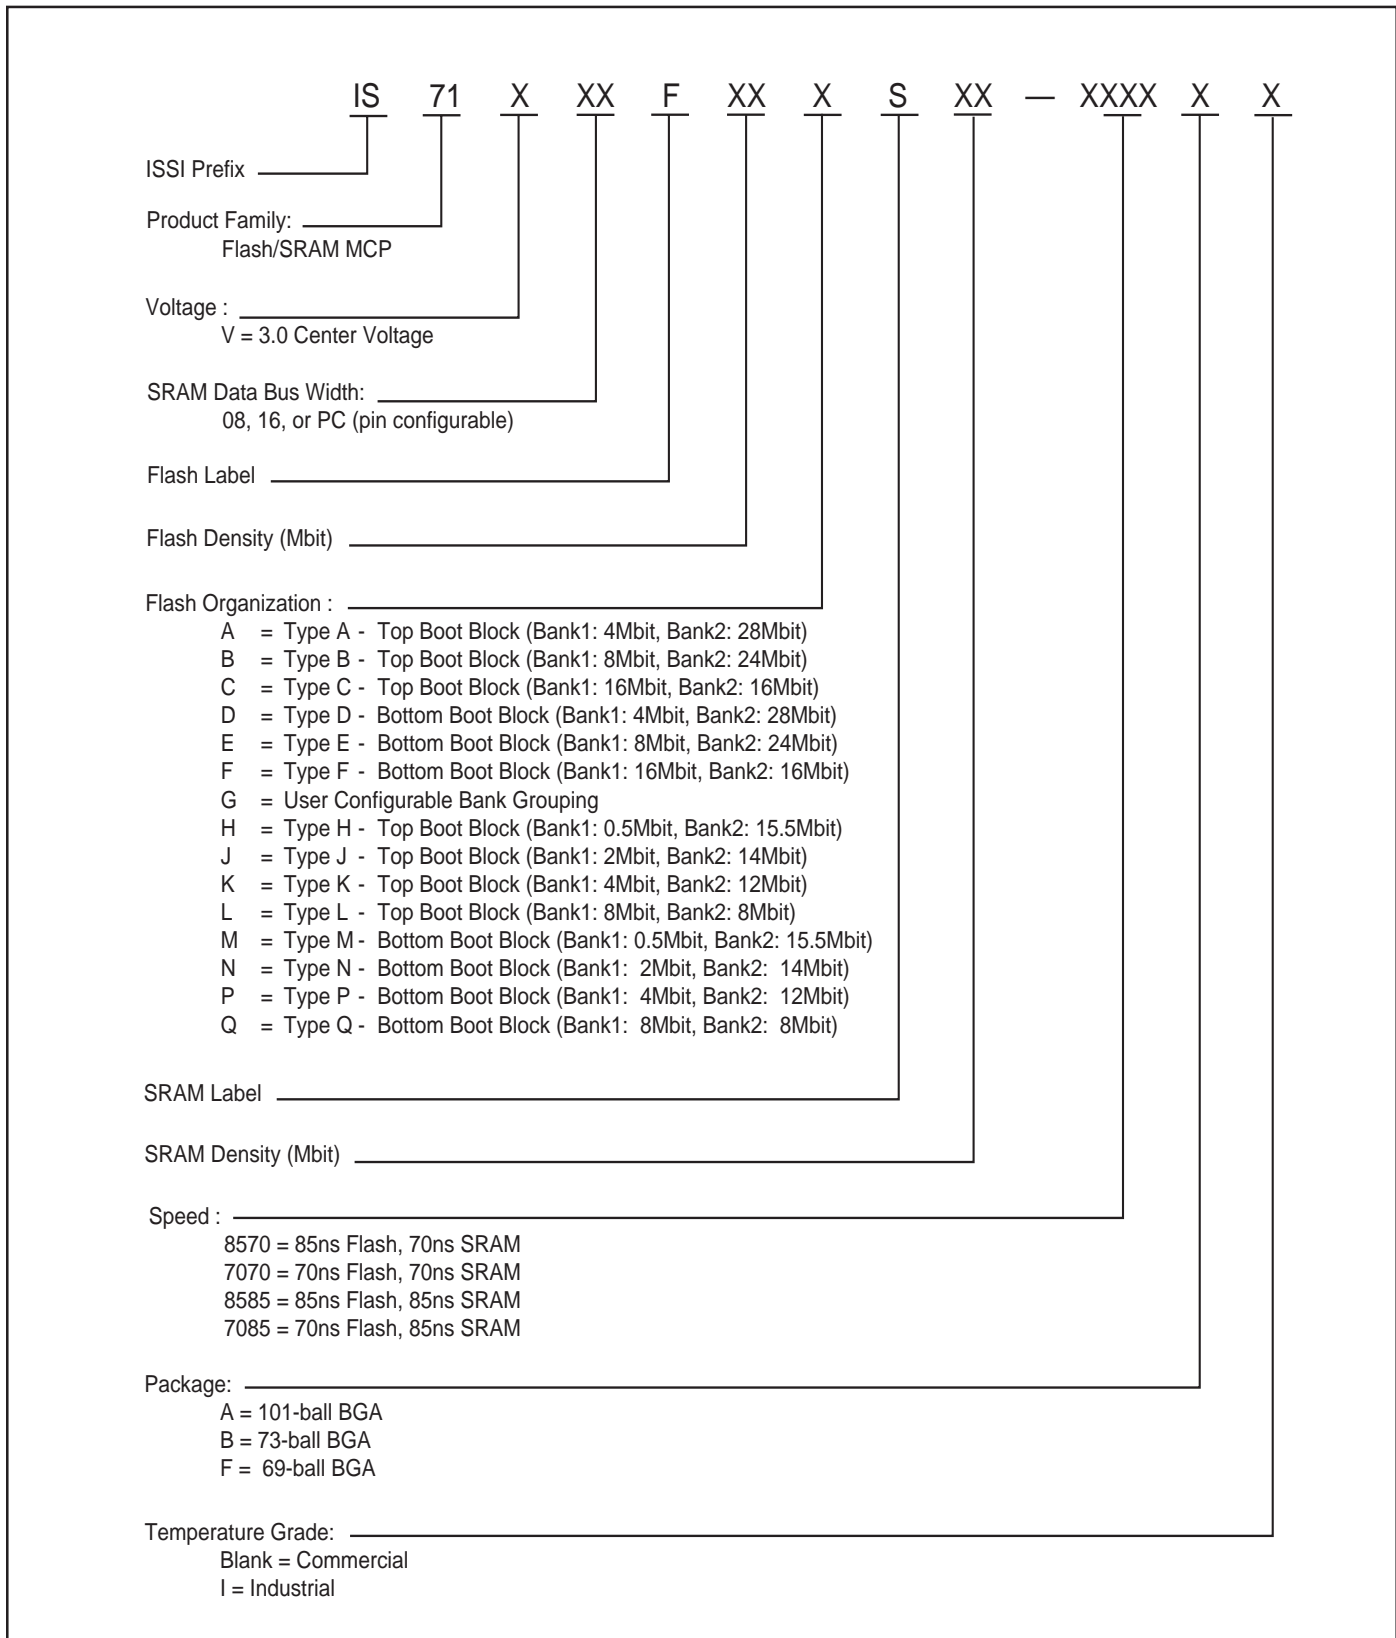 IS 71 X XX F XX X S XX — XXXX X X
ISSI Prefix
Product Family:
Flash/SRAM MCP
Voltage :
V = 3.0 Center Voltage
SRAM Data Bus Width:
08, 16, or PC (pin configurable)
Flash Label
Flash Density (Mbit)
Flash Organization :
A = Type A - Top Boot Block (Bank1: 4Mbit, Bank2: 28Mbit)
B = Type B - Top Boot Block (Bank1: 8Mbit, Bank2: 24Mbit)
C = Type C - Top Boot Block (Bank1: 16Mbit, Bank2: 16Mbit)
D = Type D - Bottom Boot Block (Bank1: 4Mbit, Bank2: 28Mbit)
E = Type E - Bottom Boot Block (Bank1: 8Mbit, Bank2: 24Mbit)
F = Type F - Bottom Boot Block (Bank1: 16Mbit, Bank2: 16Mbit)
G = User Configurable Bank Grouping
H = Type H - Top Boot Block (Bank1: 0.5Mbit, Bank2: 15.5Mbit)
J = Type J - Top Boot Block (Bank1: 2Mbit, Bank2: 14Mbit)
K = Type K - Top Boot Block (Bank1: 4Mbit, Bank2: 12Mbit)
L = Type L - Top Boot Block (Bank1: 8Mbit, Bank2: 8Mbit)
M = Type M - Bottom Boot Block (Bank1: 0.5Mbit, Bank2: 15.5Mbit)
N = Type N - Bottom Boot Block (Bank1: 2Mbit, Bank2: 14Mbit)
P = Type P - Bottom Boot Block (Bank1: 4Mbit, Bank2: 12Mbit)
Q = Type Q - Bottom Boot Block (Bank1: 8Mbit, Bank2: 8Mbit)
SRAM Label
SRAM Density (Mbit)
Speed :
8570 = 85ns Flash, 70ns SRAM
7070 = 70ns Flash, 70ns SRAM
8585 = 85ns Flash, 85ns SRAM
7085 = 70ns Flash, 85ns SRAM
Package:
A = 101-ball BGA
B = 73-ball BGA
F = 69-ball BGA
Temperature Grade:
Blank = Commercial
I = Industrial